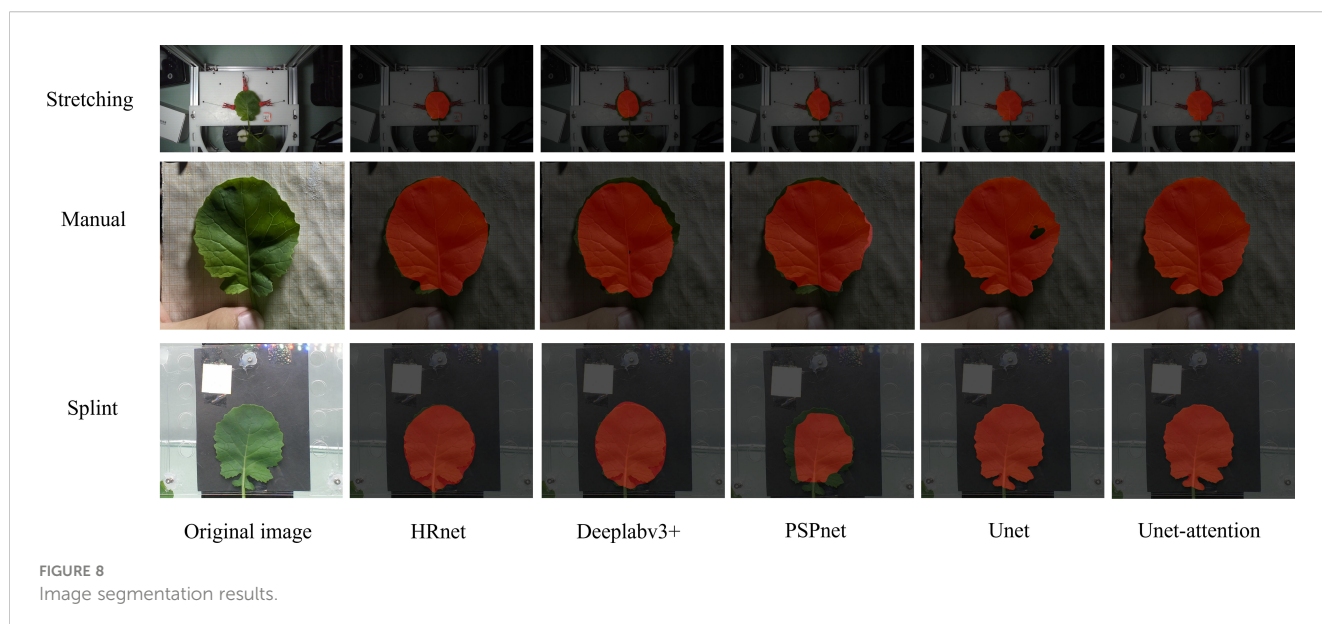 Stretching
Manual
Splint
Original image HRnet Deeplabv3+ PSPnet Unet Unet-attention
FIGURE 8
Image segmentation results.